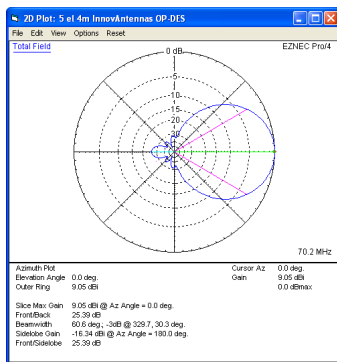 2D Plot: 5 el 4m InnovAntennas OP-DES
File Edit View Options Reset
Total Field
EZNEC Pro/4
0 dB
-5
-10
-15
-20
-30
70.2 MHz
Azimuth Plot
Elevation Angle 0.0 deg.
Outer Ring 9.05 dBi
Cursor Az 0.0 deg.
Gain 9.05 dBi
0.0 dBmax
Slice Max Gain 9.05 dBi @ Az Angle = 0.0 deg.
Front/Back 25.39 dB
Beamwidth 60.6 deg.; -3dB @ 329.7, 30.3 deg.
Sidelobe Gain -16.34 dBi @ Az Angle = 180.0 deg.
Front/Sidelobe 25.39 dB